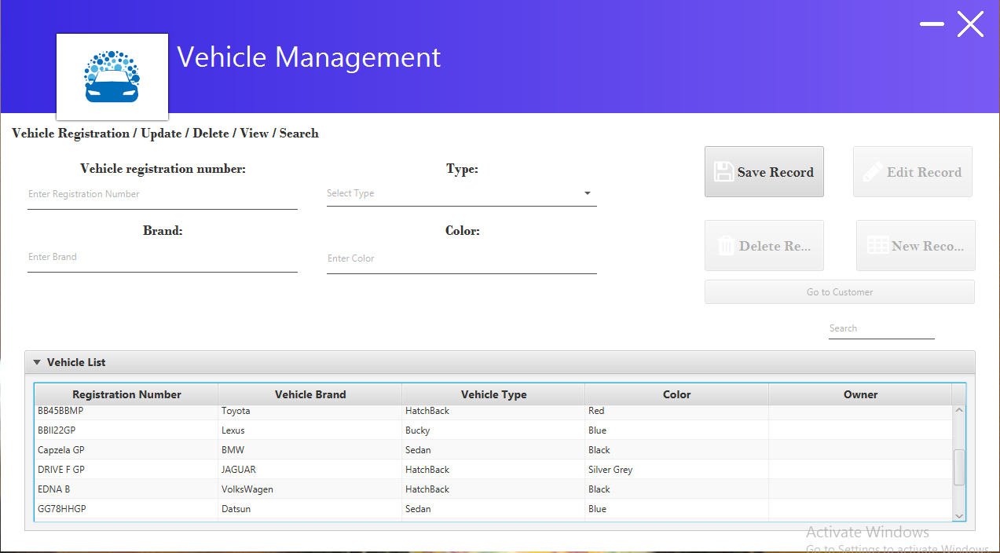 Vehicle Management
Vehicle Registration / Update / Delete / View / Search
Vehicle registration number: Type:
Enter Registration Number Select Type
Brand: Color:
Enter Brand Enter Color
Save Record Edit Record
Delete Re... New Reco...
Go to Customer
Search
Vehicle List
Registration Number Vehicle Brand Vehicle Type Color Owner
BB45BBMP Toyota HatchBack Red
BBII22GP Lexus Bucky Blue
Capzela GP BMW Sedan Black
DRIVE F GP JAGUAR HatchBack Silver Grey
EDNA B VolksWagen HatchBack Black
GG78HHGP Datsun Sedan Blue
Activate Windows
Go to Settings to activate Windows.